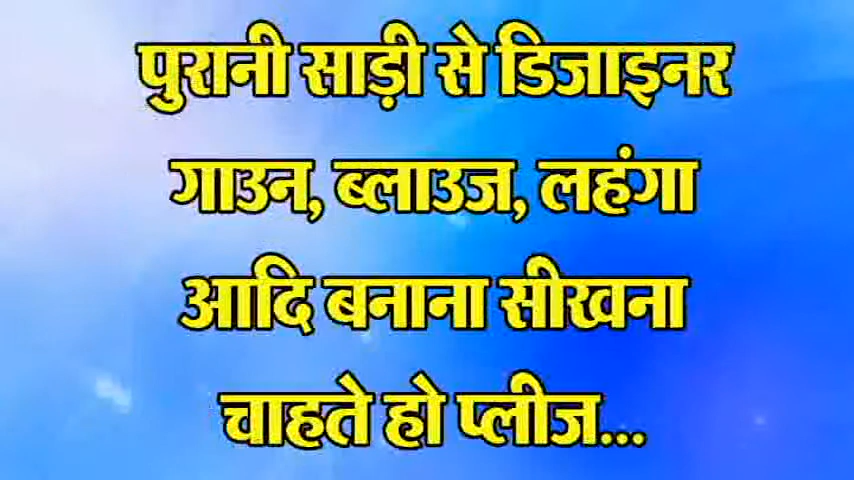 पुरानी साड़ी से डिजाइनर
गाउन, ब्लाउज, लहंगा
आदि बनाना सीखना
चाहते हो प्लीज...